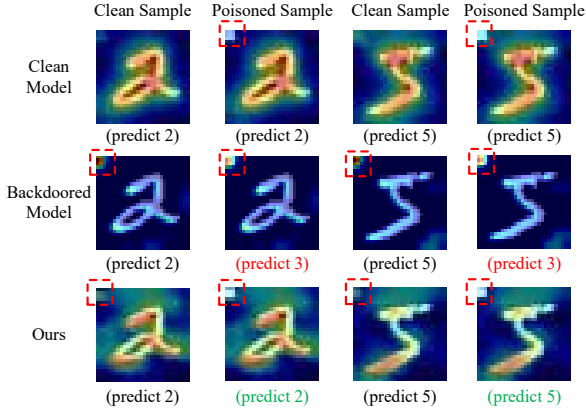 Clean Sample Poisoned Sample Clean Sample Poisoned Sample
Clean
Model
(predict 2) (predict 2) (predict 5) (predict 5)
Backdoored
Model
(predict 2) (predict 3) (predict 5) (predict 3)
Ours
(predict 2) (predict 2) (predict 5) (predict 5)